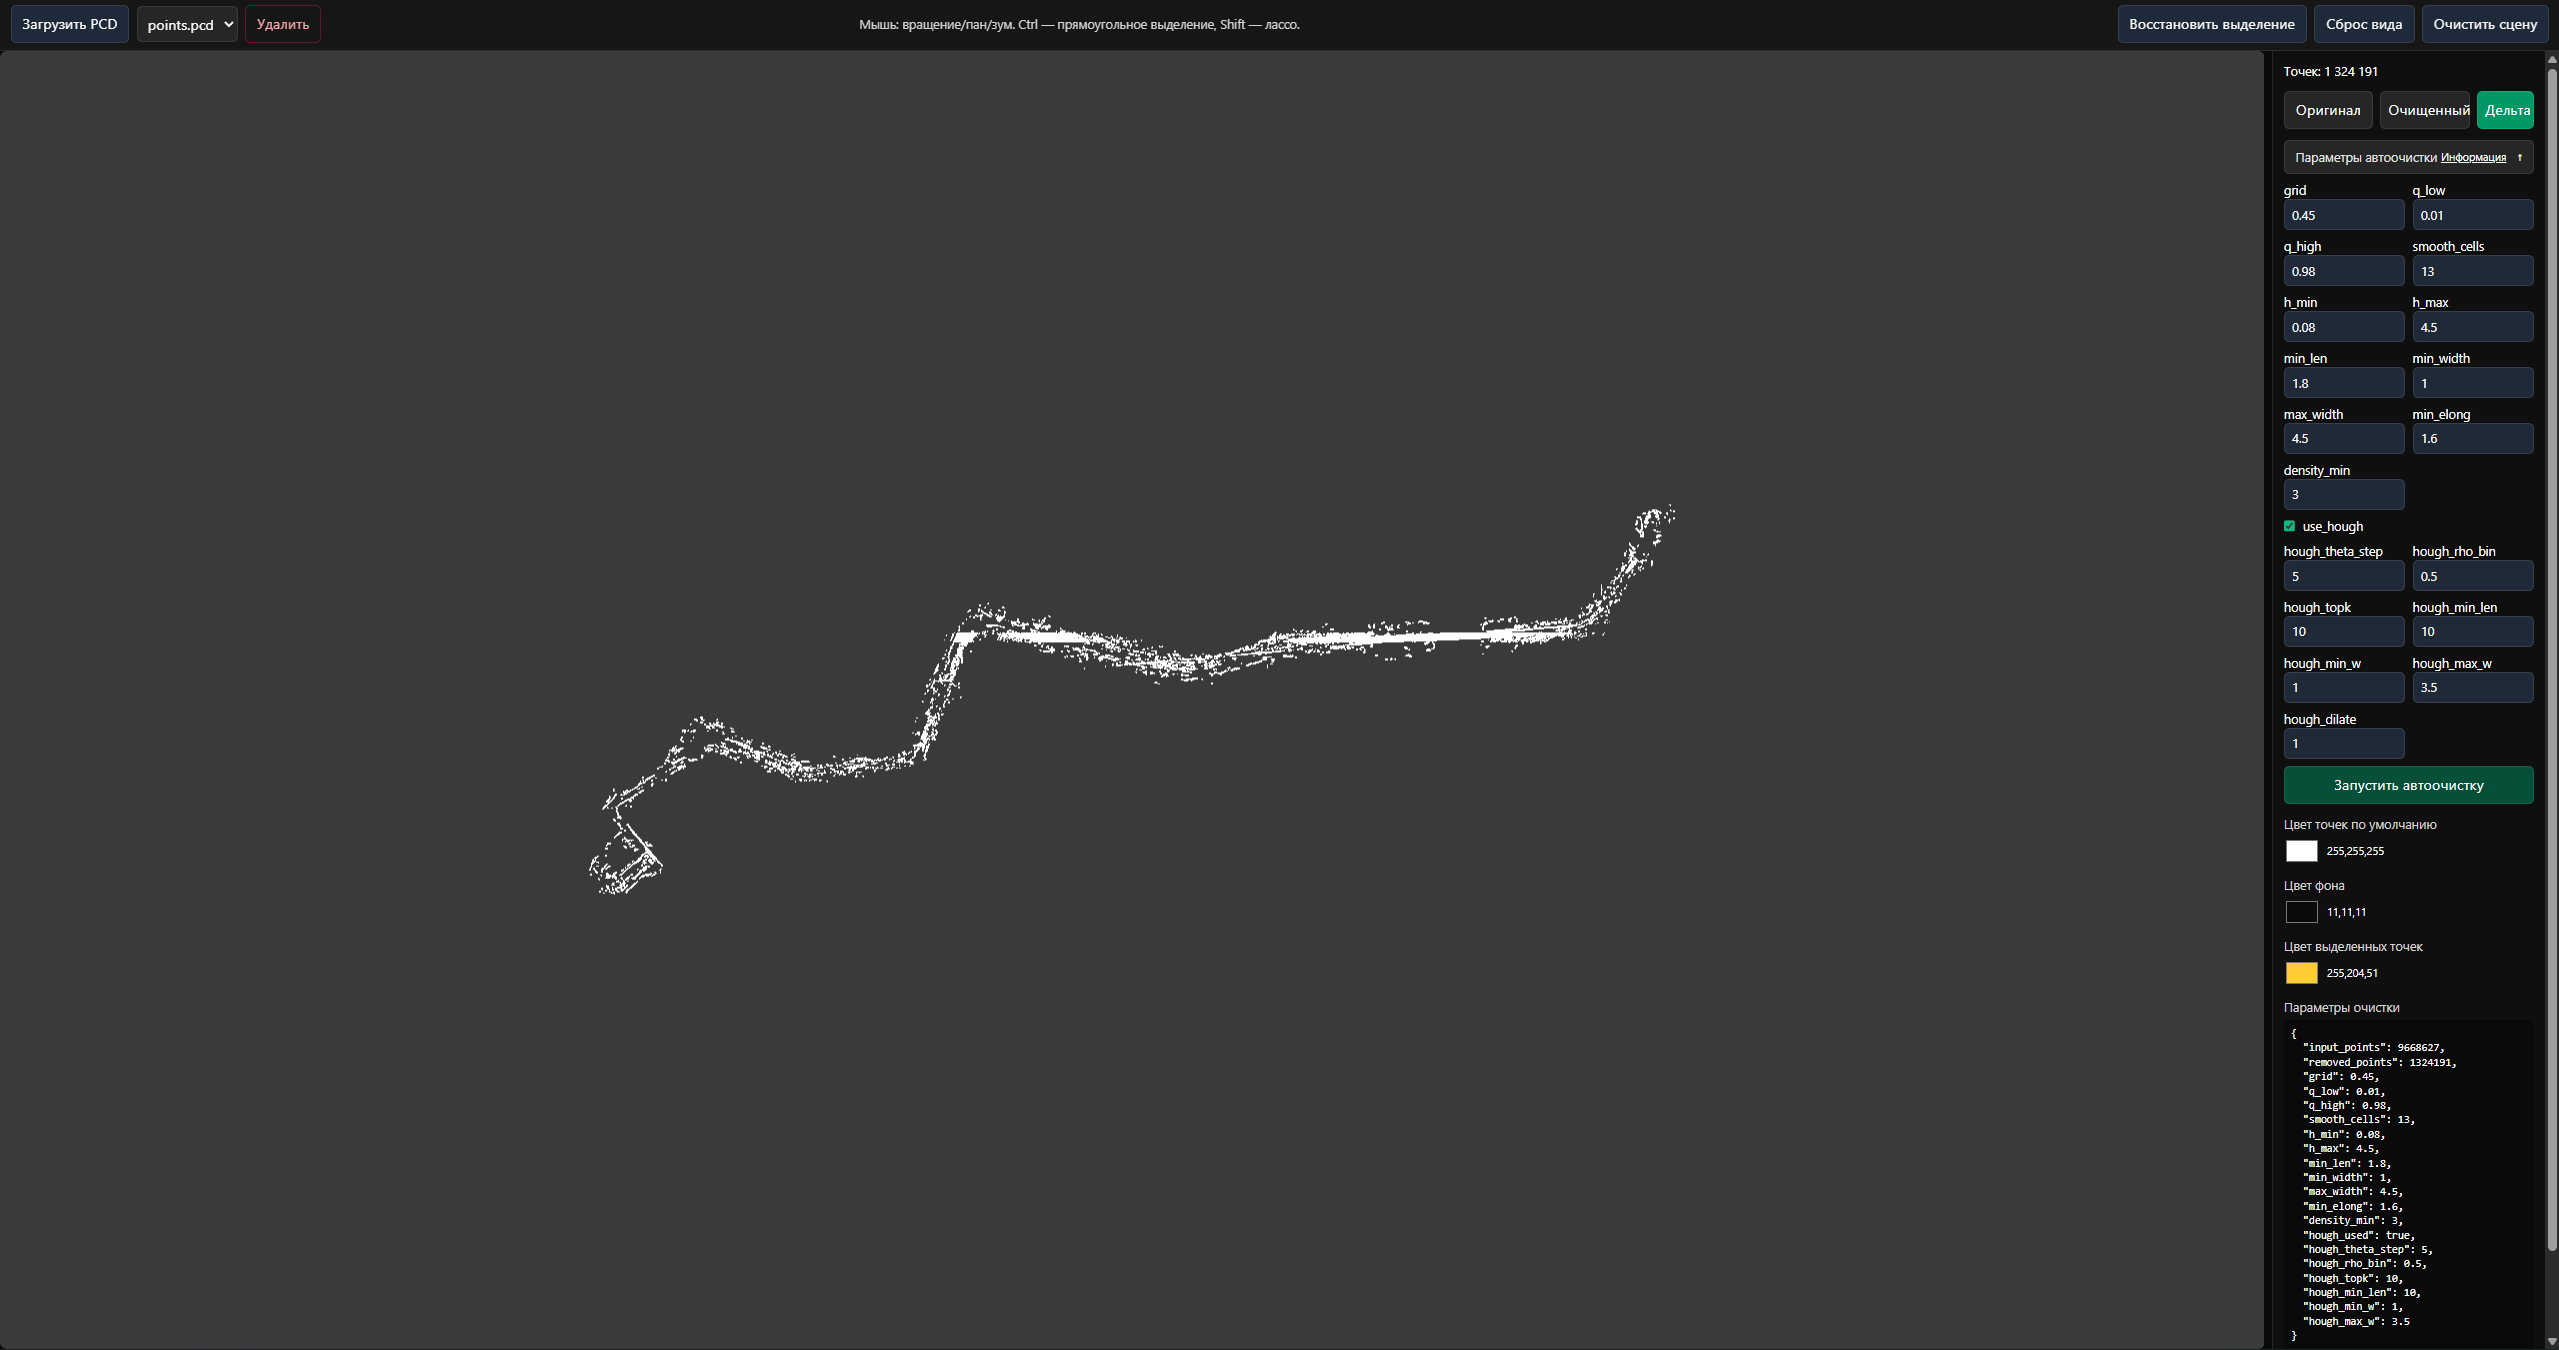 Загрузить PCD
points.pcd
Удалить
Мышь: вращение/пан/зум. Ctrl — прямоугольное выделение, Shift — лассо.
Восстановить выделение
Сброс вида
Очистить сцену
Точек: 1 324 191
Оригинал
Очищенный
Дельта
Параметры автоочистки Информация ↑
grid
q_low
0.45
0.01
q_high
smooth_cells
0.98
13
h_min
h_max
0.08
4.5
min_len
min_width
1.8
1
max_width
min_elong
4.5
1.6
density_min
3
use_hough
hough_theta_step
hough_rho_bin
5
0.5
hough_topk
hough_min_len
10
10
hough_min_w
hough_max_w
1
3.5
hough_dilate
1
Запустить автоочистку
Цвет точек по умолчанию
255,255,255
Цвет фона
11,11,11
Цвет выделенных точек
255,204,51
Параметры очистки
{
"input_points": 9668627,
"removed_points": 1324191,
"grid": 0.45,
"q_low": 0.01,
"q_high": 0.98,
"smooth_cells": 13,
"h_min": 0.08,
"h_max": 4.5,
"min_len": 1.8,
"min_width": 1,
"max_width": 4.5,
"min_elong": 1.6,
"density_min": 3,
"hough_used": true,
"hough_theta_step": 5,
"hough_rho_bin": 0.5,
"hough_topk": 10,
"hough_min_len": 10,
"hough_min_w": 1,
"hough_max_w": 3.5
}